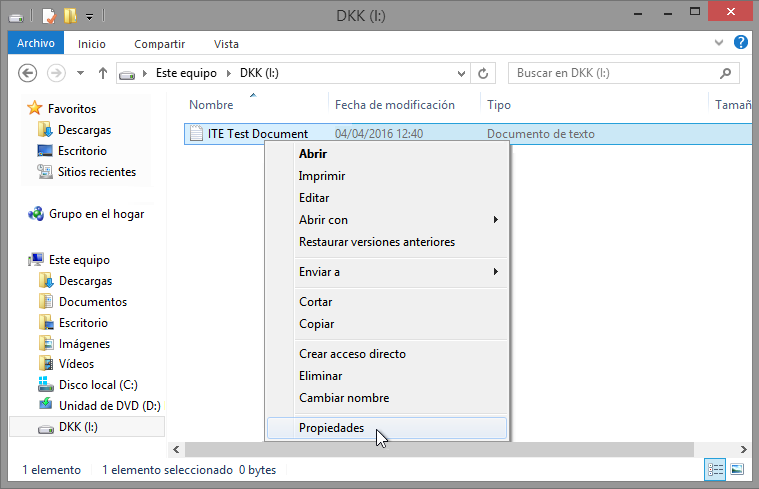 DKK (I:)
Archivo Inicio Compartir Vista
Este equipo DKK (I:) Buscar en DKK (I:)
Favoritos
Descargas
Escritorio
Sitios recientes
Grupo en el hogar
Este equipo
Descargas
Documentos
Escritorio
Imágenes
Vídeos
Disco local (C:)
Unidad de DVD (D:)
DKK (I:)
Nombre Fecha de modificación Tipo Tamañ
ITE Test Document 04/04/2016 12:40 Documento de texto
Abrir
Imprimir
Editar
Abrir con
Restaurar versiones anteriores
Enviar a
Cortar
Copiar
Crear acceso directo
Eliminar
Cambiar nombre
Propiedades
1 elemento 1 elemento seleccionado 0 bytes